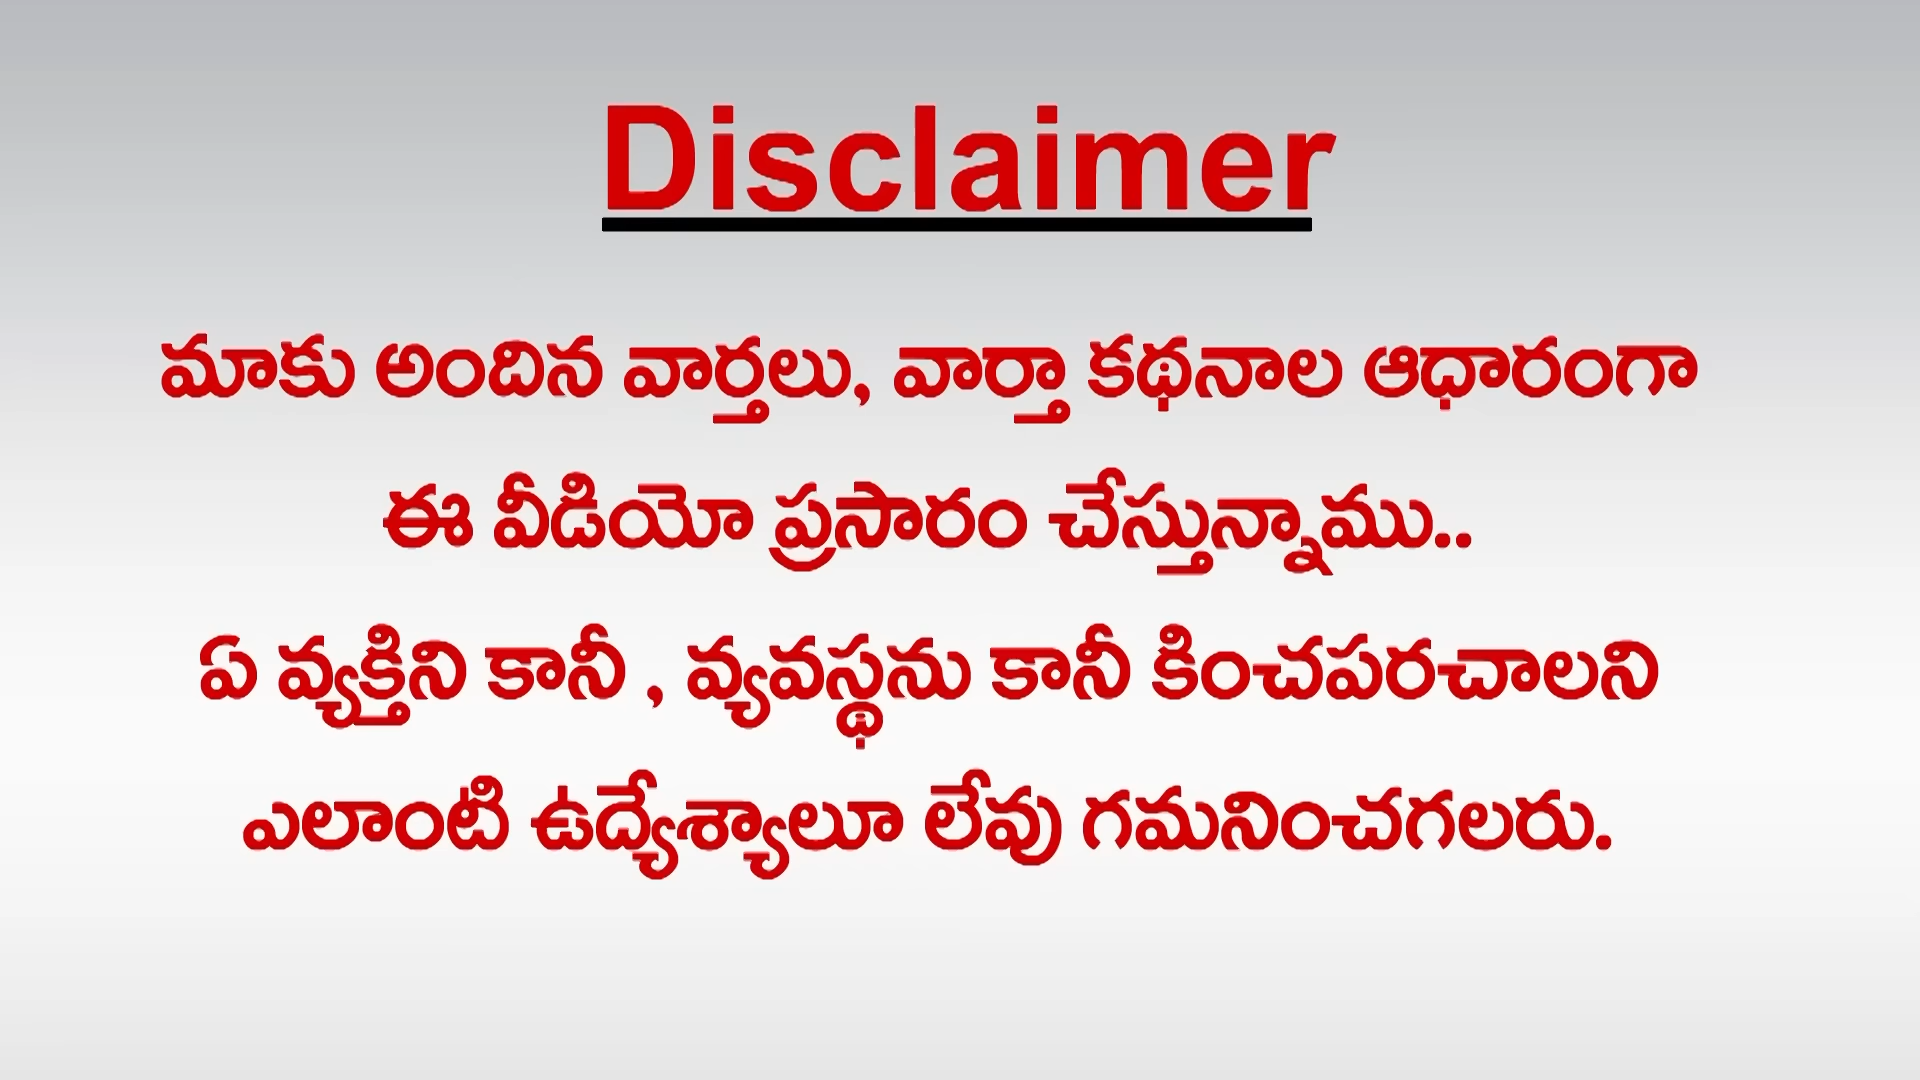 Disclaimer
మాకు అందిన వార్తలు, వార్తా కథనాల ఆధారంగా
ఈ వీడియో ప్రసారం చేస్తున్నాము..
ఏ వ్యక్తిని కానీ , వ్యవస్థను కానీ కించపరచాలని
ఎలాంటి ఉద్యేశ్యాలూ లేవు గమనించగలరు.